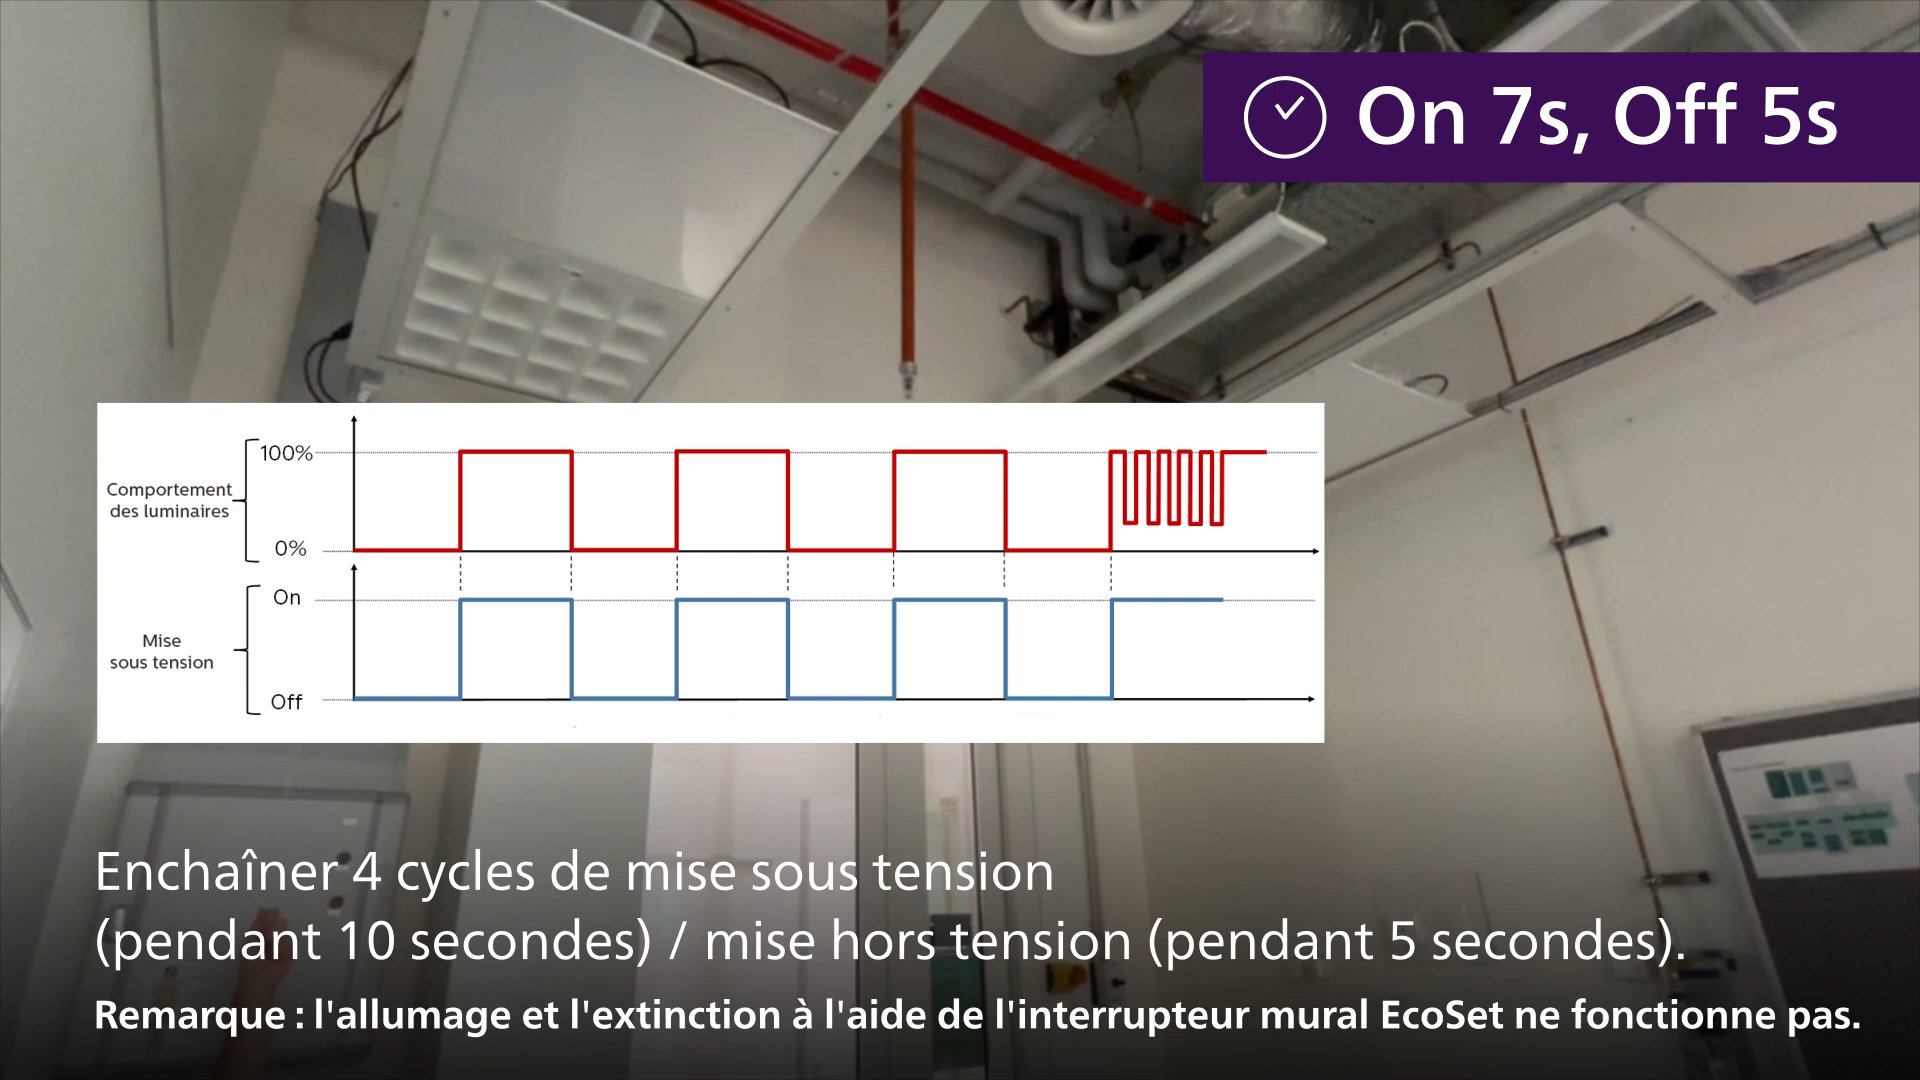 On 7s, Off 5s
100%
Comportement
des luminaires
0%
On
Mise
sous tension
Off
Enchaîner 4 cycles de mise sous tension
(pendant 10 secondes) / mise hors tension (pendant 5 secondes).
Remarque : l'allumage et l'extinction à l'aide de l'interrupteur mural EcoSet ne fonctionne pas.